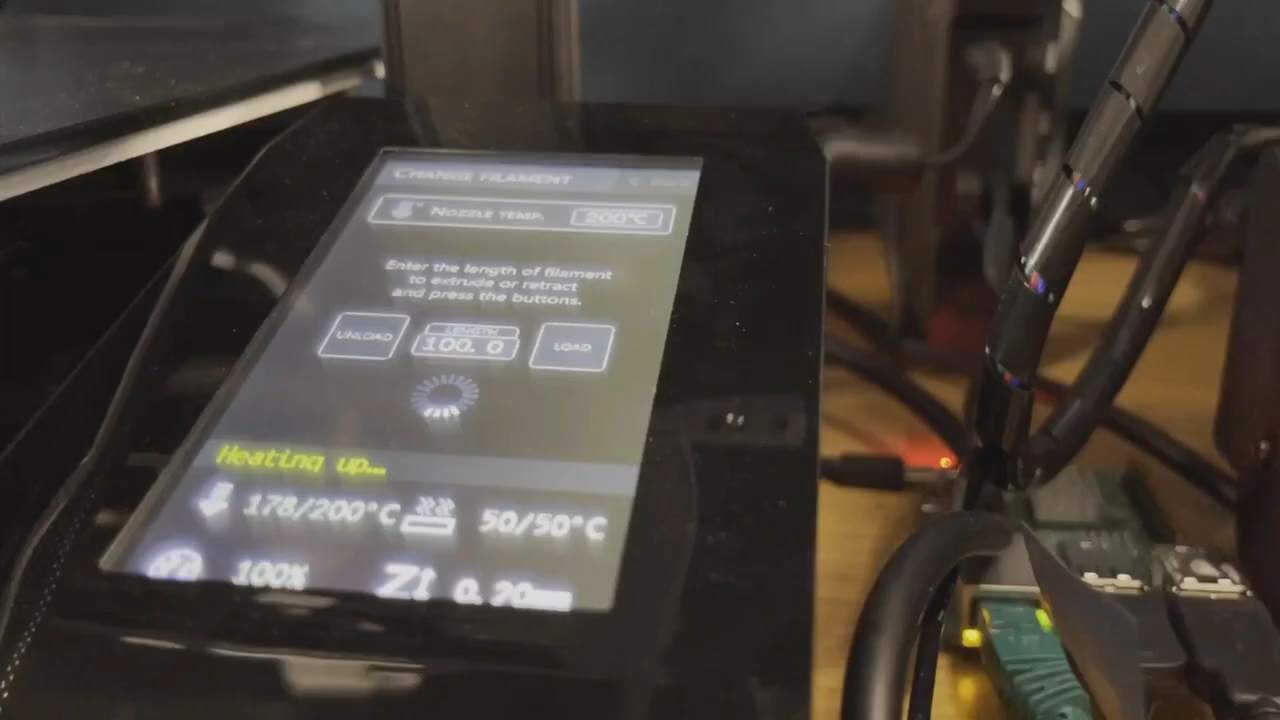 CHANGE FILAMENT
NOZZLE TEMP. 200°C
Enter the length of filament
to extrude or retract
and press the buttons.
UNLOAD
LENGTH
100.0
LOAD
Heating up...
178/200°C 50/50°C
100% Z 0.20mm